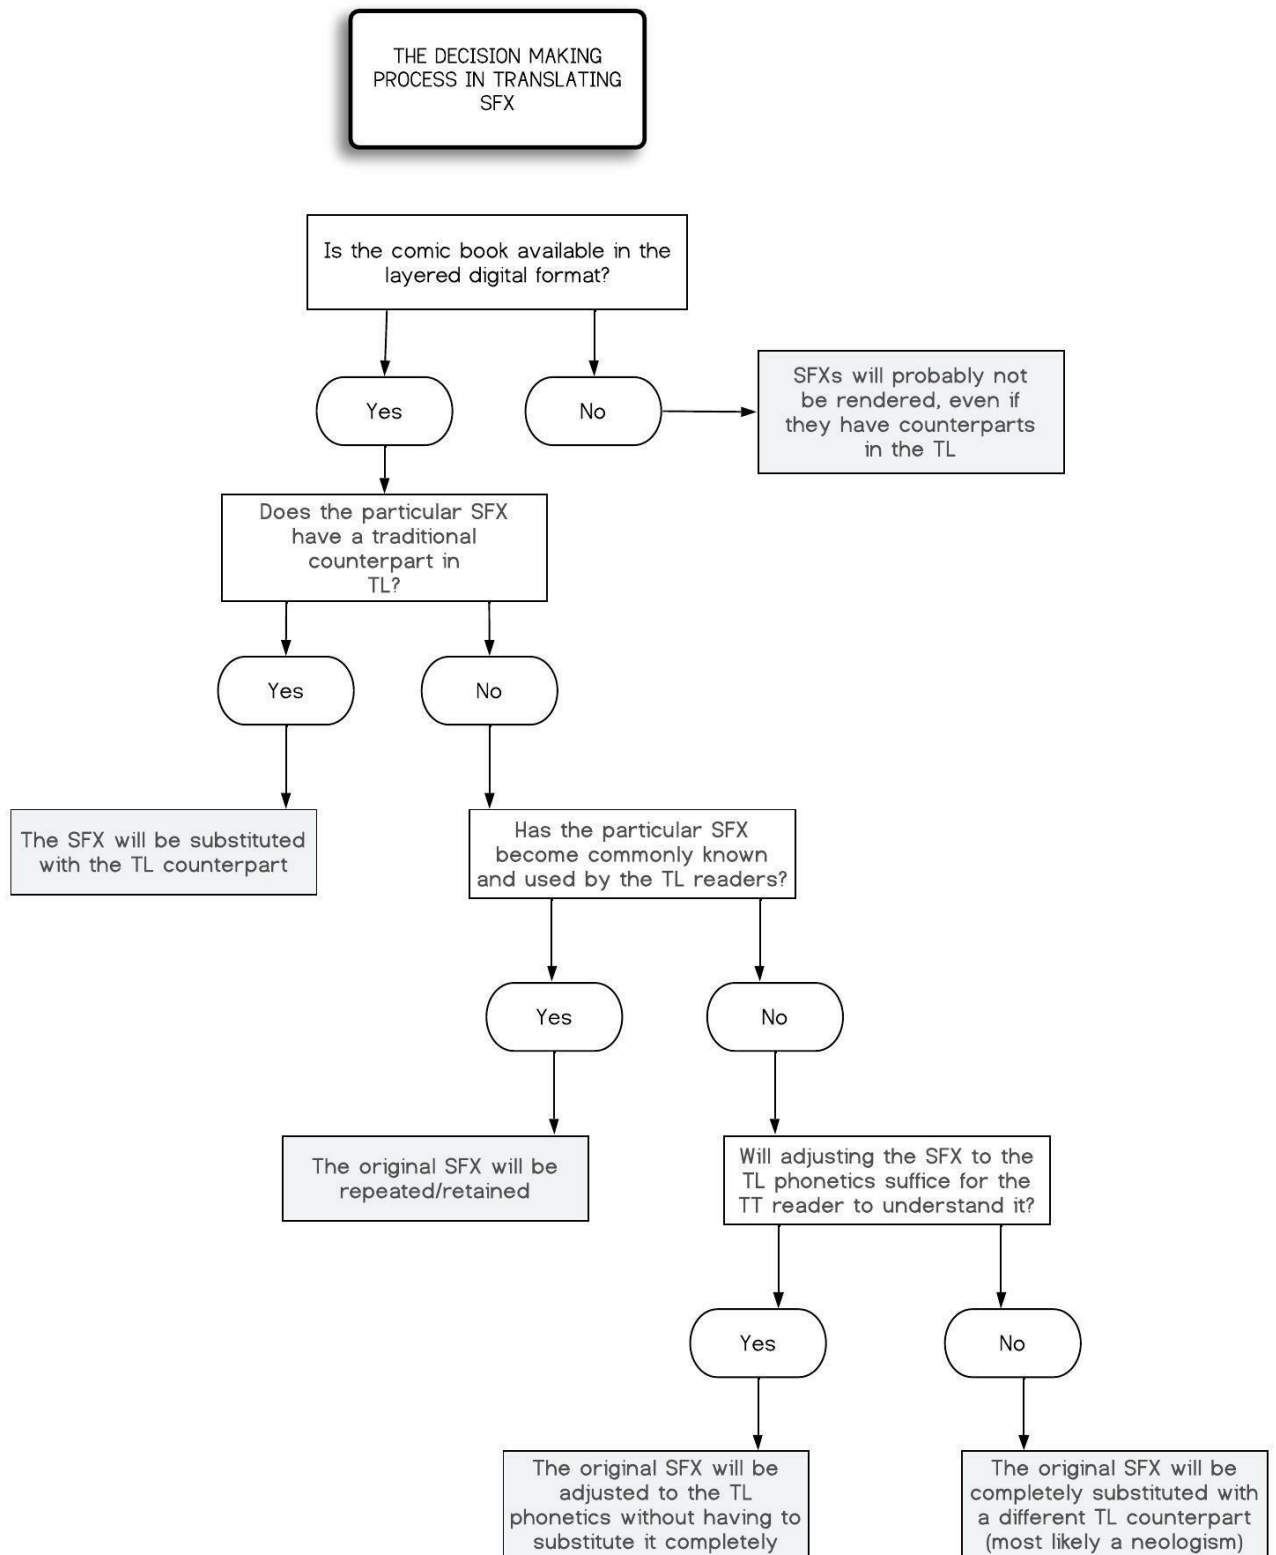 THE DECISION MAKING
PROCESS IN TRANSLATING
SFX
Is the comic book available in the
layered digital format?
Yes
No
SFXs will probably not
be rendered, even if
they have counterparts
in the TL
Does the particular SFX
have a traditional
counterpart in
TL?
Yes
No
The SFX will be substituted
with the TL counterpart
Has the particular SFX
become commonly known
and used by the TL readers?
Yes
No
The original SFX will be
repeated/retained
Will adjusting the SFX to the
TL phonetics suffice for the
TT reader to understand it?
Yes
No
The original SFX will be
adjusted to the TL
phonetics without having to
substitute it completely
The original SFX will be
completely substituted with
a different TL counterpart
(most likely a neologism)